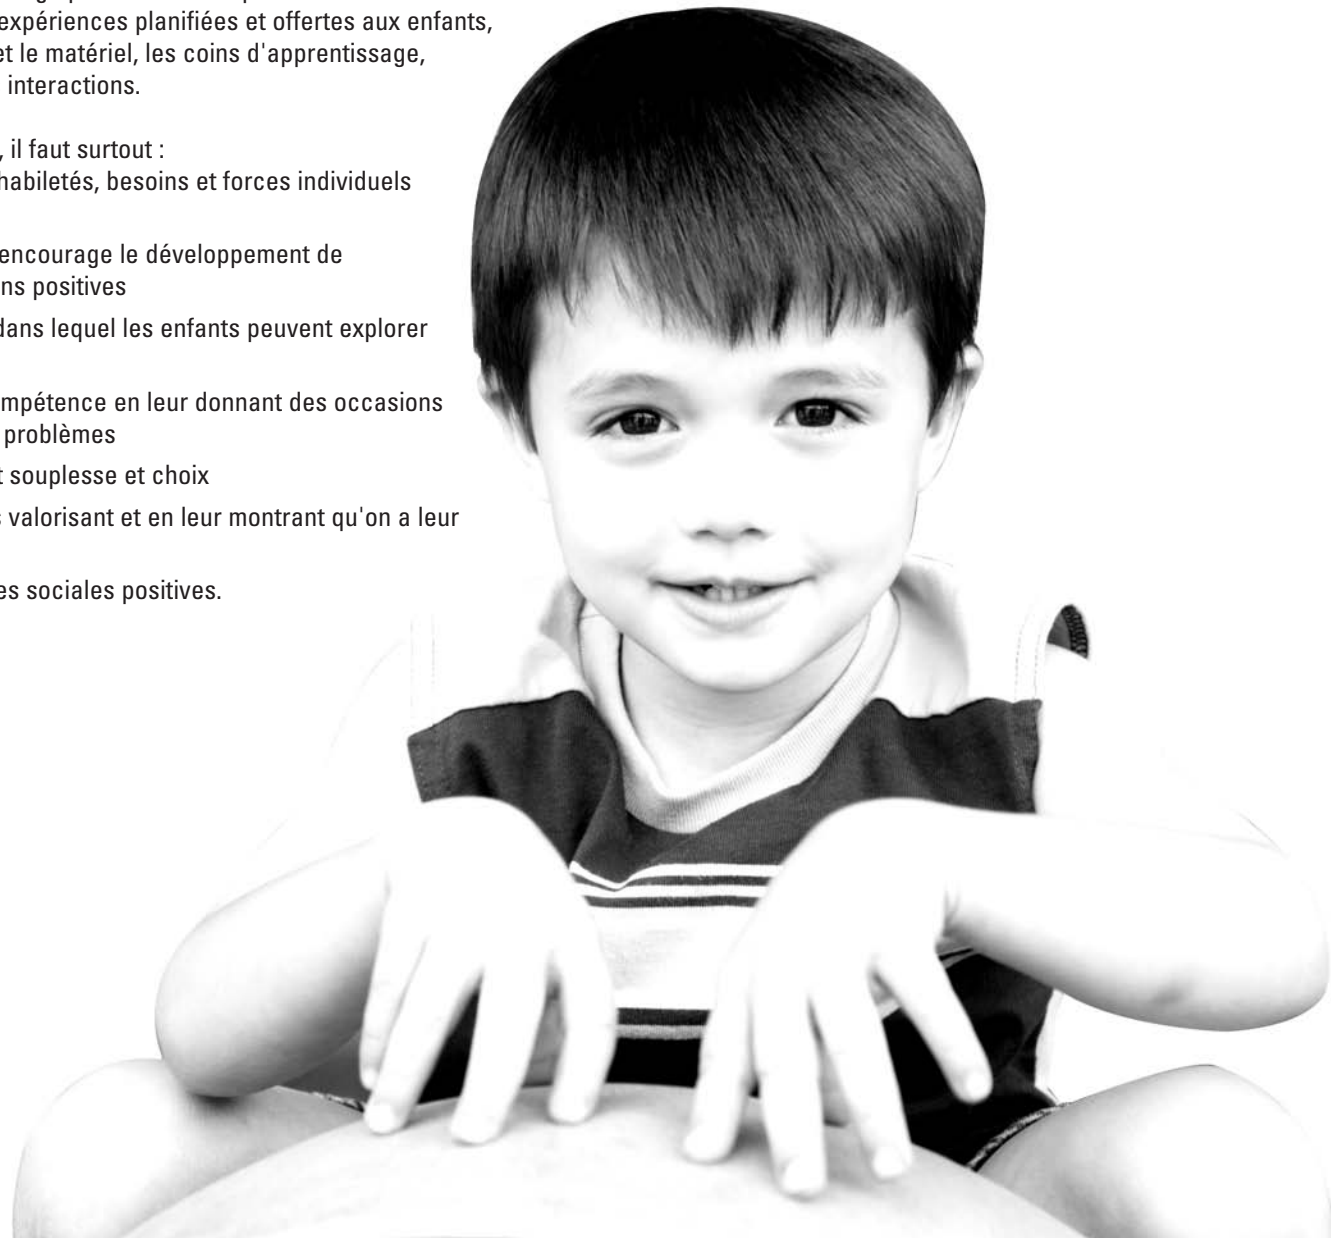 expériences planifiées et offertes aux enfants,
et le matériel, les coins d'apprentissage,
interactions.
, il faut surtout :
habiletés, besoins et forces individuels
encourage le développement de
ns positives
dans lequel les enfants peuvent explorer
mpétence en leur donnant des occasions
problèmes
t souplesse et choix
s valorisant et en leur montrant qu'on a leur
es sociales positives.